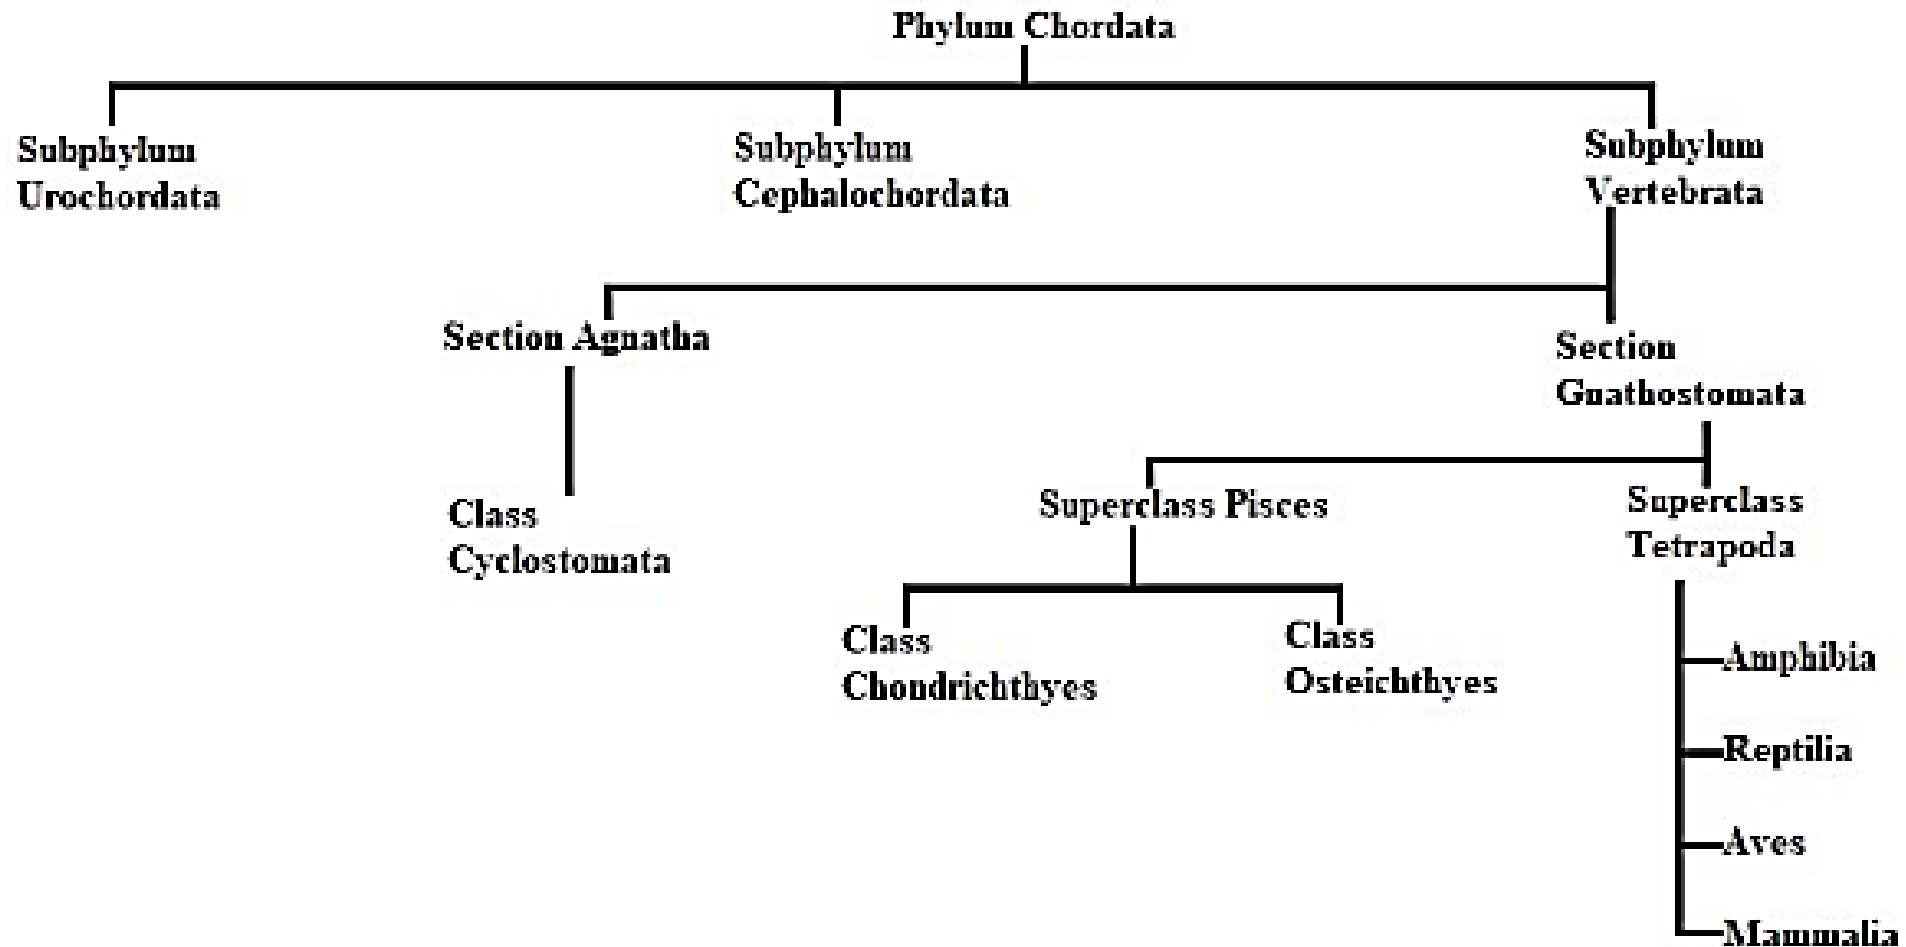 Phylum Chordata
Subphylum
Urochordata
Subphylum
Cephalochordata
Subphylum
Vertebrata
Section Agnatha
Section
Gnathostomata
Class
Cyclostomata
Superclass Pisces
Superclass
Tetrapoda
Class
Chondrichthyes
Class
Osteichthyes
Amphibia
Reptilia
Aves
Mammalia